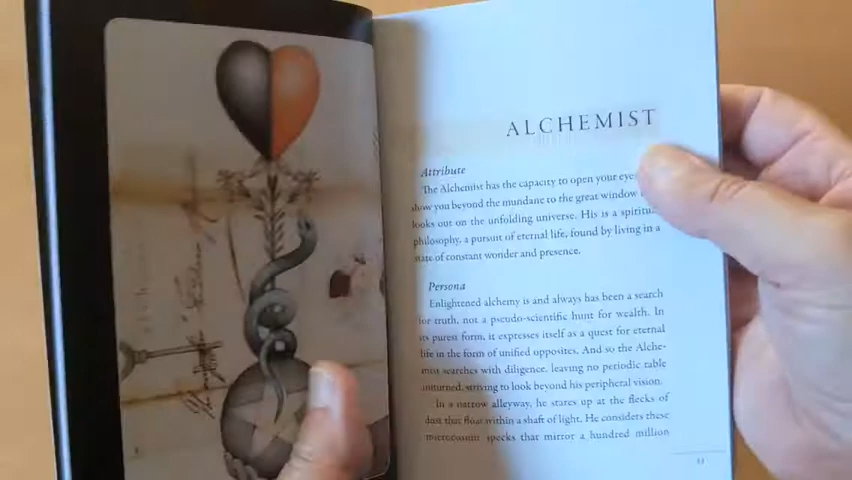 ALCHEMIST
Attribute
The Alchemist has the capacity to open your eyes
show you beyond the mundane to the great window
looks out on the unfolding universe. His is a spiritu
philosophy, a pursuit of eternal life, found by living in a
state of constant wonder and presence.
Persona
Enlightened alchemy is and always has been a search
for truth, not a pseudo-scientific hunt for wealth. In
its purest form, it expresses itself as a quest for eternal
life in the form of unified opposites. And so the Alche-
mist searches with diligence, leaving no periodic table
unturned, striving to look beyond his peripheral vision.
In a narrow alleyway, he stares up at the flecks of
dust that float within a shaft of light. He considers these
microcosmic specks that mirror a hundred million